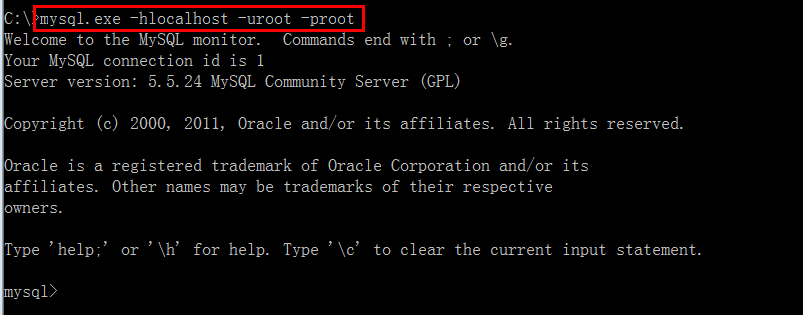 C:\>mysql.exe -hlocalhost -uroot -proot
Welcome to the MySQL monitor.  Commands end with ; or \g.
Your MySQL connection id is 1
Server version: 5.5.24 MySQL Community Server (GPL)
Copyright (c) 2000, 2011, Oracle and/or its affiliates. All rights reserved.
Oracle is a registered trademark of Oracle Corporation and/or its
affiliates. Other names may be trademarks of their respective
owners.
Type 'help;' or '\h' for help. Type '\c' to clear the current input statement.
mysql>